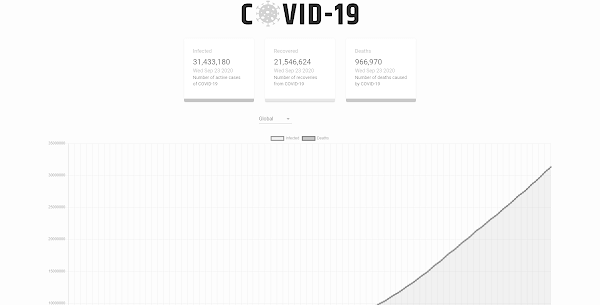 COVID-19
Infected
31,433,180
Wed Sep 23 2020
Number of active cases
of COVID-19
Recovered
21,546,624
Wed Sep 23 2020
Number of recoveries
from COVID-19
Deaths
966,970
Wed Sep 23 2020
Number of deaths caused
by COVID-19
Global
Infected
Deaths
35000000
30000000
25000000
20000000
15000000
10000000